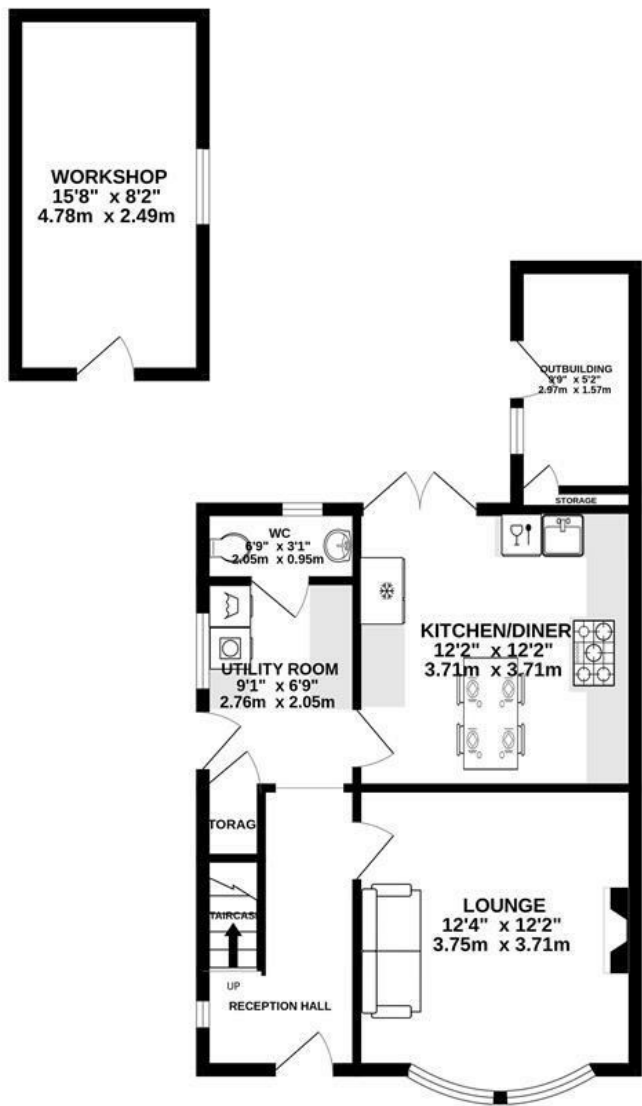 WORKSHOP
15'8" x 8'2"
4.78m x 2.49m
OUTBUILDING
9'9" x 5'2"
2.97m x 1.57m
STORAGE
WC
6'9" x 3'1"
2.05m x 0.95m
KITCHEN/DINER
12'2" x 12'2"
3.71m x 3.71m
UTILITY ROOM
9'1" x 6'9"
2.76m x 2.05m
TORAG
LOUNGE
12'4" x 12'2"
3.75m x 3.71m
TAIRCAS
UP
RECEPTION HALL